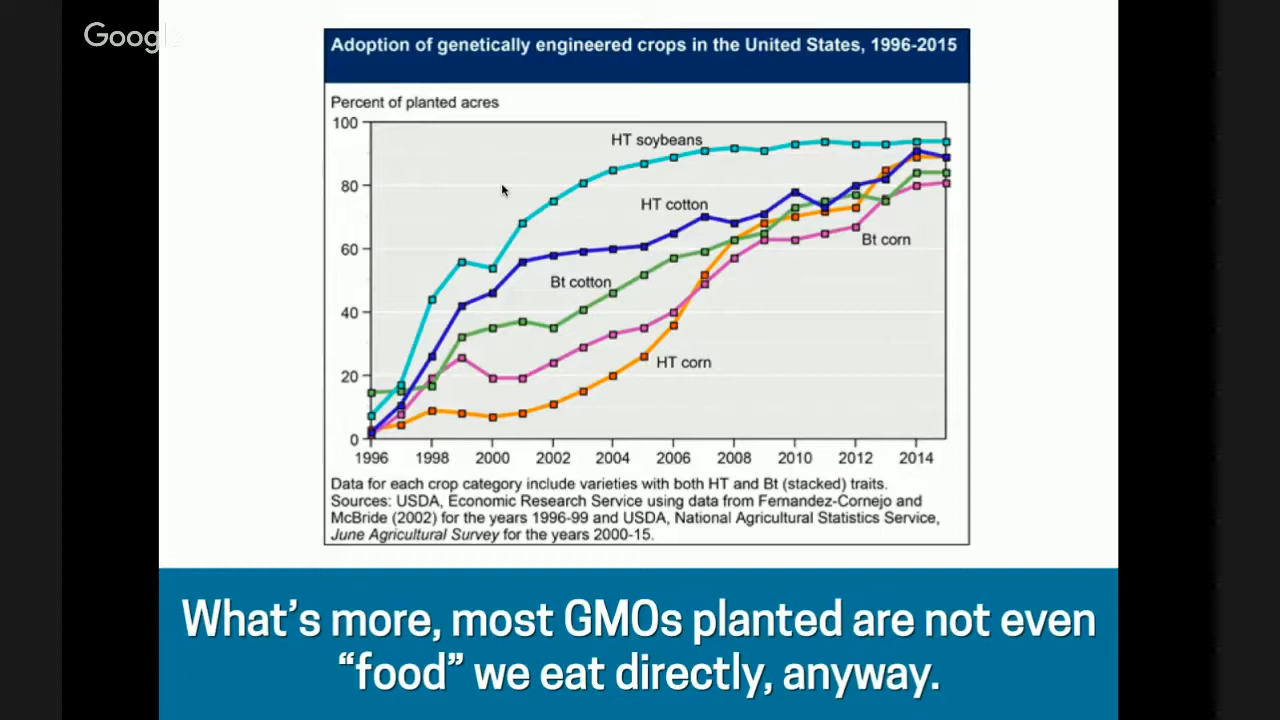 Google
Adoption of genetically engineered crops in the United States, 1996-2015
Percent of planted acres
100
80
60
40
20
0
HT soybeans
HT cotton
Bt corn
Bt cotton
HT corn
1996 1998 2000 2002 2004 2006 2008 2010 2012 2014
Data for each crop category include varieties with both HT and Bt (stacked) traits.
Sources: USDA, Economic Research Service using data from Fernandez-Cornejo and
McBride (2002) for the years 1996-99 and USDA, National Agricultural Statistics Service,
June Agricultural Survey for the years 2000-15.
What's more, most GMOs planted are not even
“food” we eat directly, anyway.